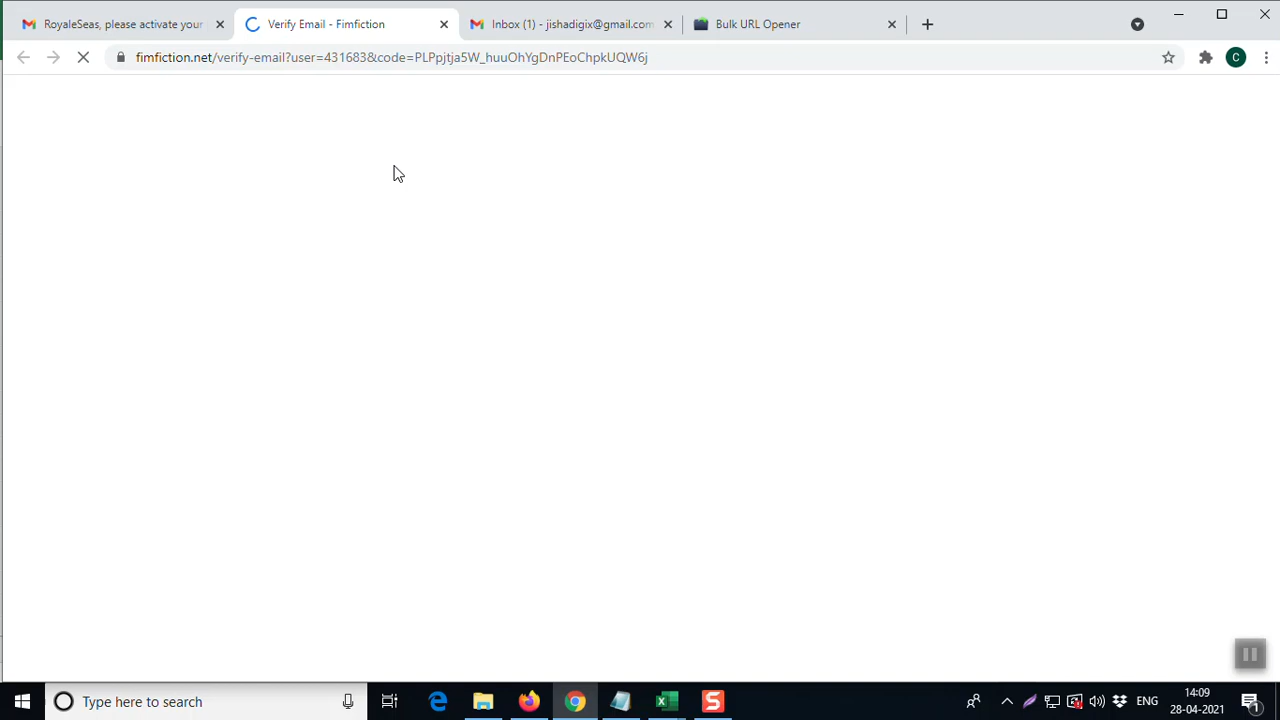 RoyaleSeas, please activate your
Verify Email - Fimfiction
Inbox (1) - jishadigix@gmail.com
Bulk URL Opener
fimfiction.net/verify-email?user=431683&code=PLPpjtja5W_huuOhYgDnPEoChpkUQW6j
C
Type here to search
ENG
14:09
28-04-2021
1